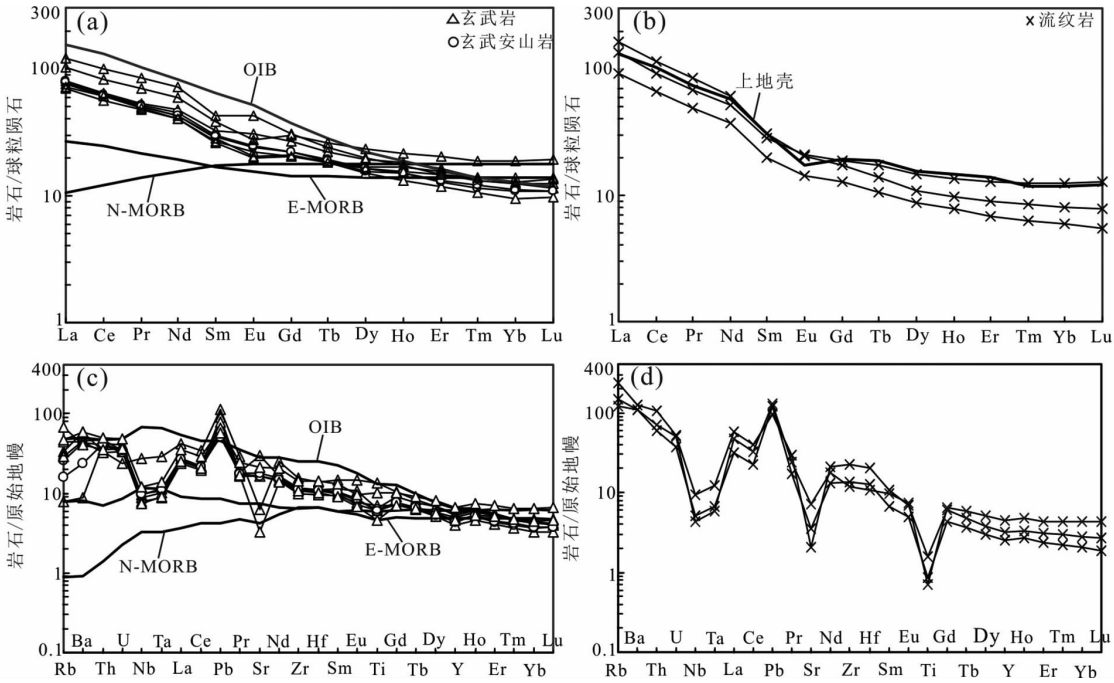 300
(a)
玄武岩
玄武安山岩
OIB
100
岩石/球粒陨石
10
N-MORB
E-MORB
1
La Ce Pr Nd Sm Eu Gd Tb Dy Ho Er Tm Yb Lu
300
(b)
流纹岩
100
上地壳
岩石/球粒陨石
10
1
La Ce Pr Nd Sm Eu Gd Tb Dy Ho Er Tm Yb Lu
400
(c)
100
OIB
岩石/原始地幔
10
E-MORB
N-MORB
1
0.1
Ba U Ta Ce Pr Nd Hf Eu Gd Dy Ho Tm Lu
Rb Th Nb La Pb Sr Zr Sm Ti Tb Y Er Yb
400
(d)
100
岩石/原始地幔
10
1
0.1
Ba U Ta Ce Pr Nd Hf Eu Gd Dy Ho Tm Lu
Rb Th Nb La Pb Sr Zr Sm Ti Tb Y Er Yb